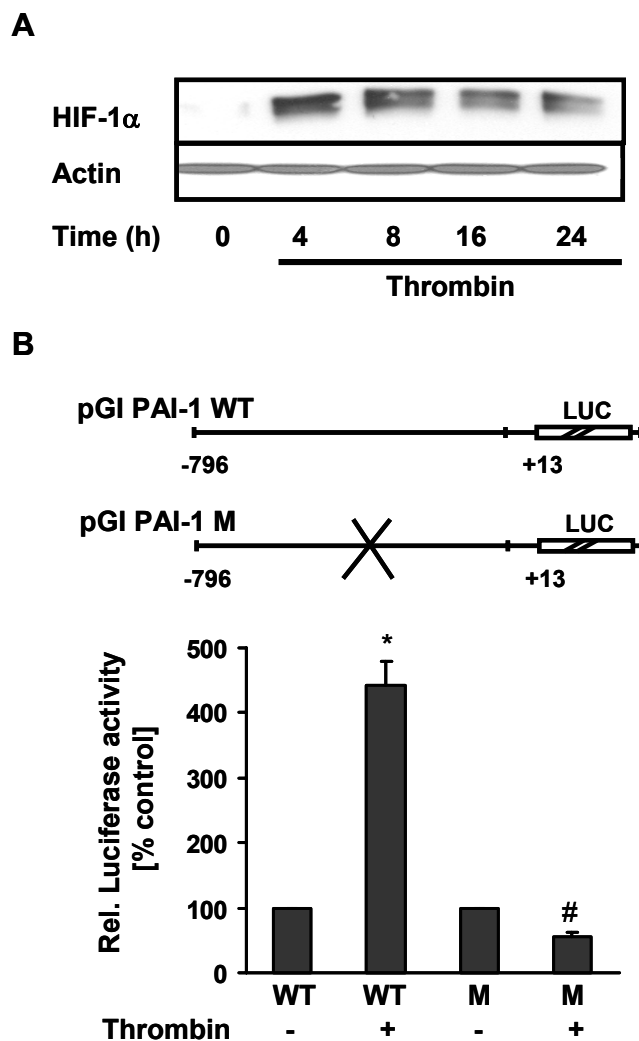 A
HIF-1α
Actin
Time (h) 0 4 8 16 24
Thrombin
B
pGl PAI-1 WT
LUC
-796 +13
pGl PAI-1 M
LUC
-796 +13
Rel. Luciferase activity
[% control]
500
400
300
200
100
0
*
#
WT WT M M
Thrombin - + - +